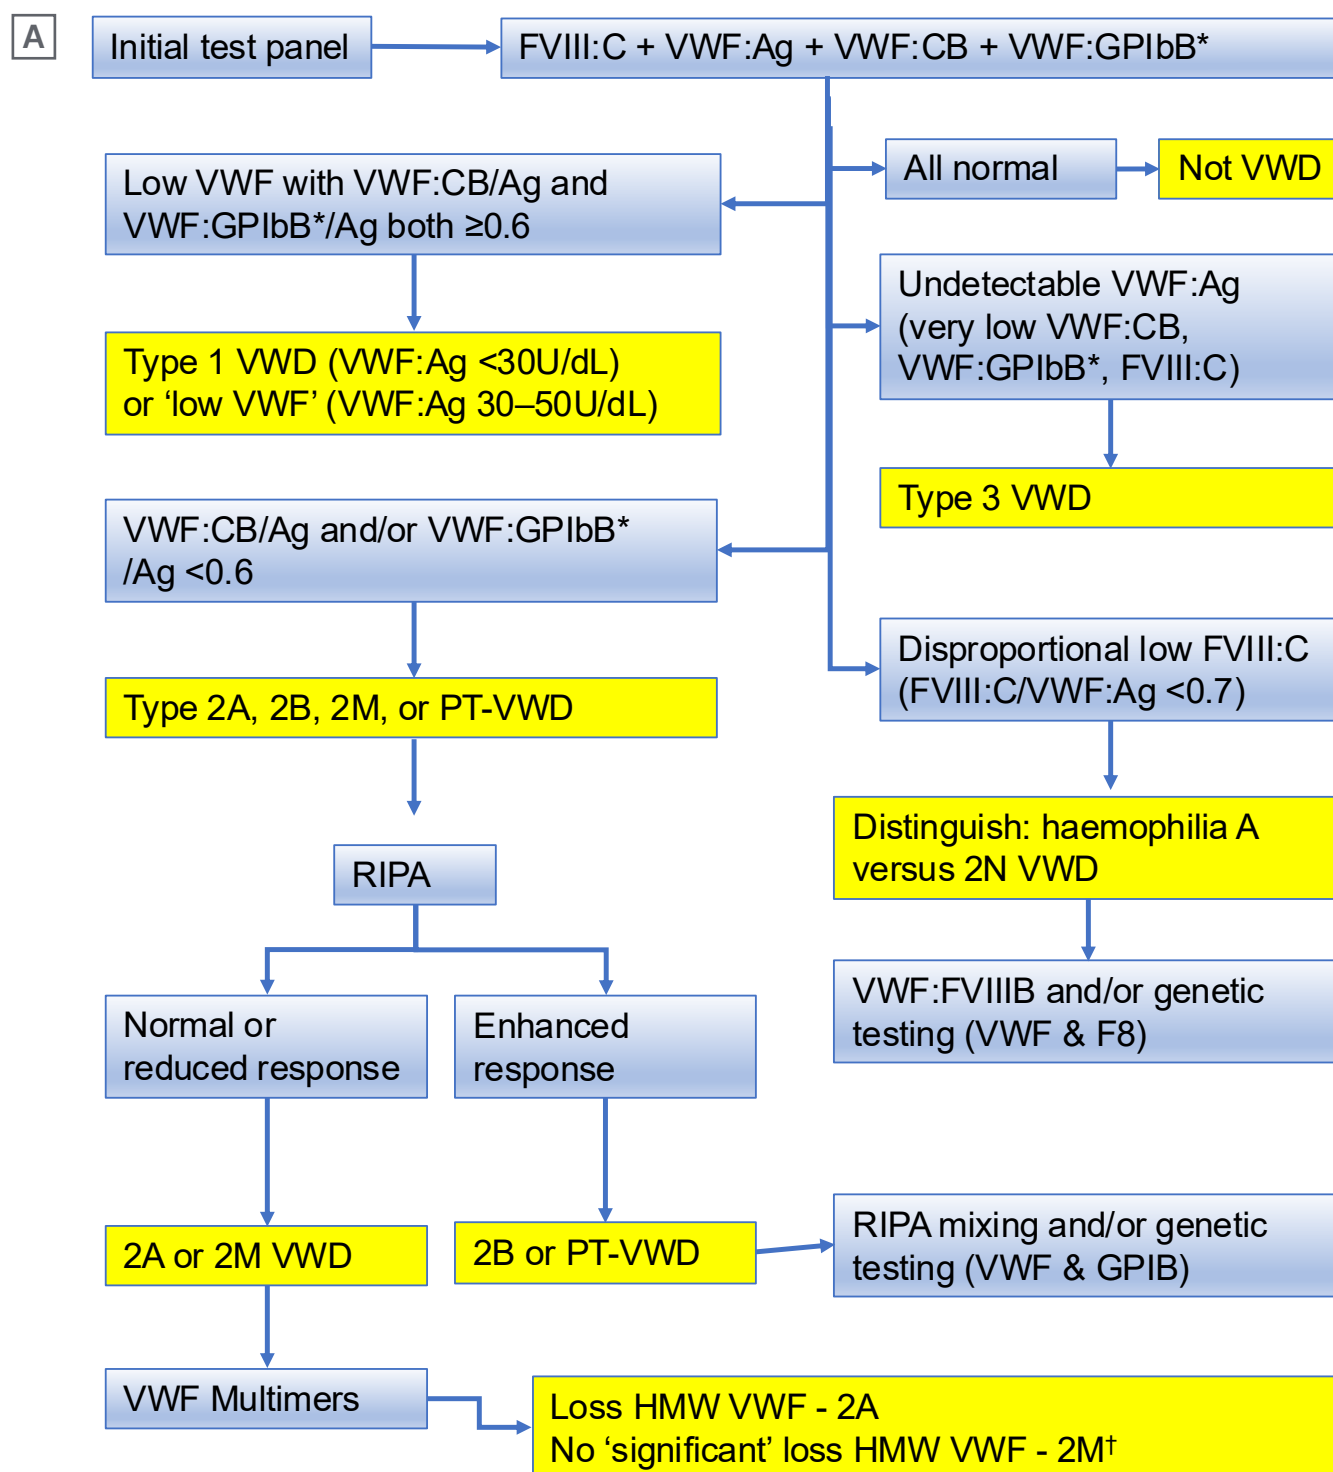 A
Initial test panel
FVIII:C + VWF:Ag + VWF:CB + VWF:GPIbB*
All normal
Not VWD
Low VWF with VWF:CB/Ag and
VWF:GPIbB*/Ag both ≥0.6
Undetectable VWF:Ag
(very low VWF:CB,
VWF:GPIbB*, FVIII:C)
Type 1 VWD (VWF:Ag <30U/dL)
or ‘low VWF’ (VWF:Ag 30–50U/dL)
Type 3 VWD
VWF:CB/Ag and/or VWF:GPIbB*
/Ag <0.6
Disproportional low FVIII:C
(FVIII:C/VWF:Ag <0.7)
Type 2A, 2B, 2M, or PT-VWD
Distinguish: haemophilia A
versus 2N VWD
RIPA
VWF:FVIIIB and/or genetic
testing (VWF & F8)
Normal or
reduced response
Enhanced
response
2A or 2M VWD
2B or PT-VWD
RIPA mixing and/or genetic
testing (VWF & GPIB)
VWF Multimers
Loss HMW VWF - 2A
No ‘significant’ loss HMW VWF - 2M†